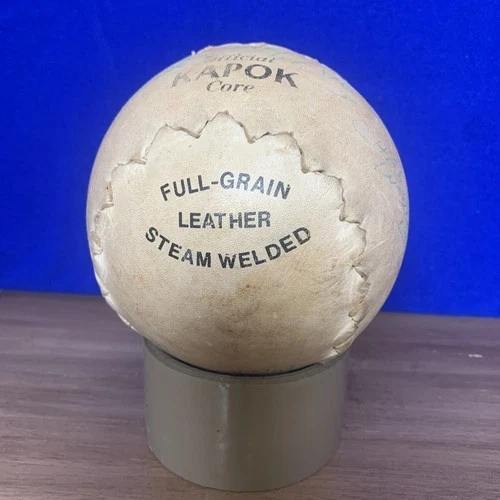 Official
KAPOK
Core
FULL-GRAIN
LEATHER
STEAM WELDED